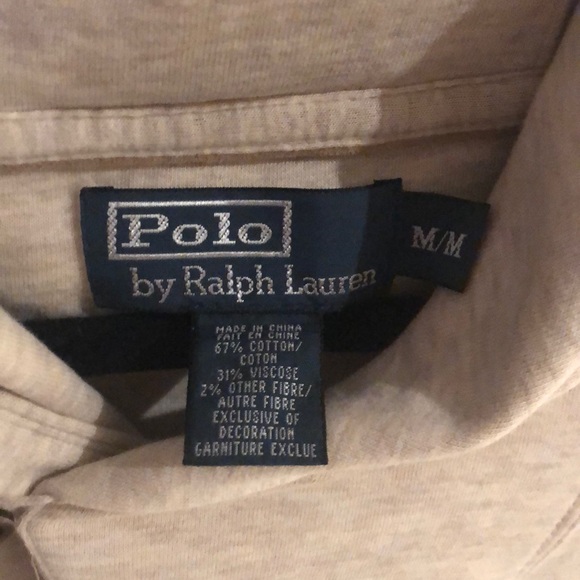 Polo
by Ralph Lauren
M/M
MADE IN CHINA
FAIT EN CHINE
67% COTTON/
COTON
31% VISCOSE
2% OTHER FIBRE/
AUTRE FIBRE
EXCLUSIVE OF
DECORATION
GARNITURE EXCLUE